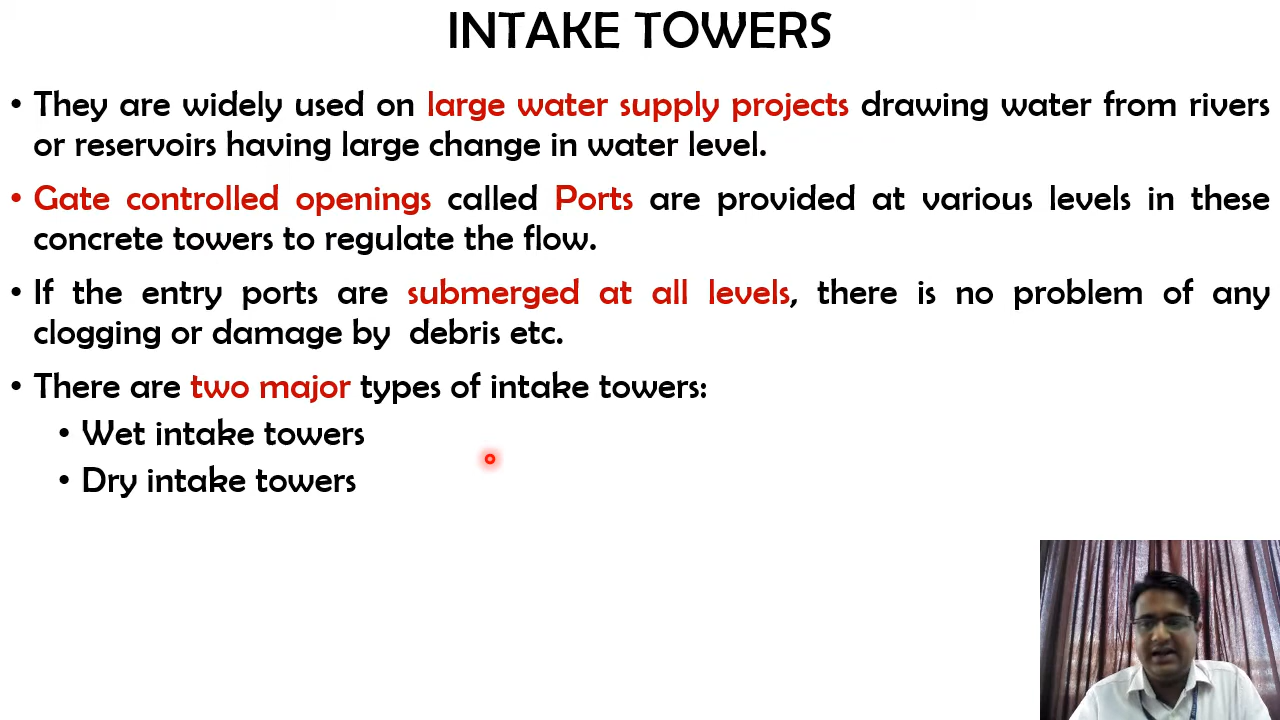 INTAKE TOWERS
• They are widely used on large water supply projects drawing water from rivers
or reservoirs having large change in water level.
• Gate controlled openings called Ports are provided at various levels in these
concrete towers to regulate the flow.
• If the entry ports are submerged at all levels, there is no problem of any
clogging or damage by debris etc.
• There are two major types of intake towers:
• Wet intake towers
• Dry intake towers